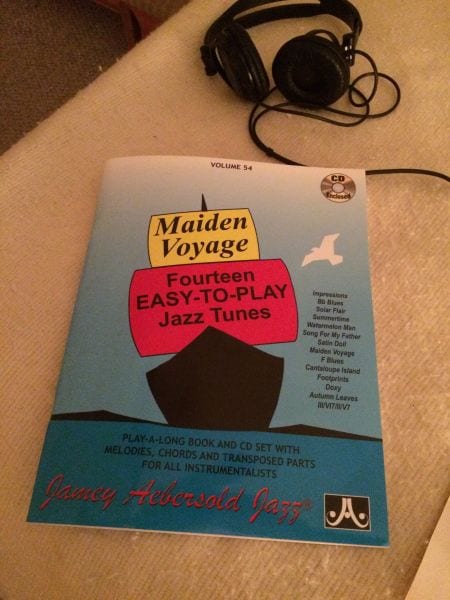 VOLUME 54
CD
Enclosed
Maiden
Voyage
Fourteen
EASY-TO-PLAY
Jazz Tunes
Impressions
Bb Blues
Solar Flair
Summertime
Watermelon Man
Song For My Father
Satin Doll
Maiden Voyage
F Blues
Cantaloupe Island
Footprints
Doxy
Autumn Leaves
III/VI7/II/V7
PLAY-A-LONG BOOK AND CD SET WITH
MELODIES, CHORDS AND TRANSPOSED PARTS
FOR ALL INSTRUMENTALISTS
Jamey Aebersold Jazz®
JA